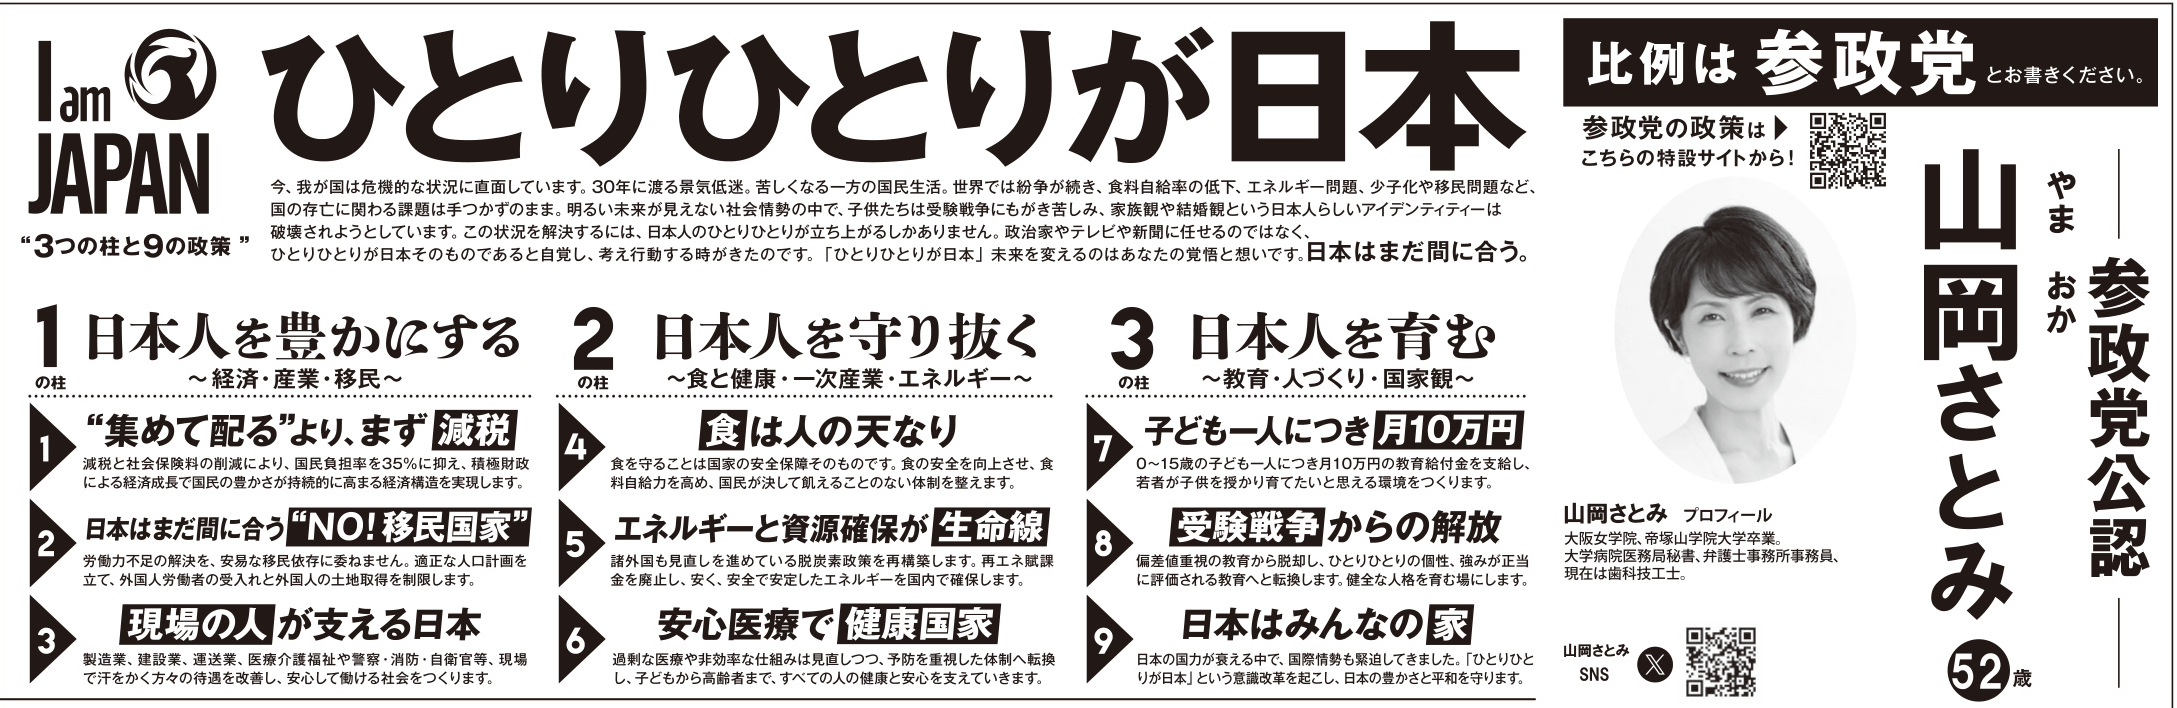 I am
JAPAN
“3つの柱と9の政策”
ひとりひとりが日本
今、我が国は危機的な状況に直面しています。30年に渡る景気低迷。苦しくなる一方の国民生活。世界では紛争が続き、食料自給率の低下、エネルギー問題、少子化や移民問題など、
国の存亡に関わる課題は手つかずのまま。明るい未来が見えない社会情勢の中で、子供たちは受験戦争にもがき苦しみ、家族観や結婚観という日本人らしいアイデンティティーは
破壊されようとしています。この状況を解決するには、日本人のひとりひとりが立ち上がるしかありません。政治家やテレビや新聞に任せるのではなく、
ひとりひとりが日本そのものであると自覚し、考え行動する時がきたのです。「ひとりひとりが日本」未来を変えるのはあなたの覚悟と想いです。日本はまだ間に合う。
1の柱 日本人を豊かにする
～経済・産業・移民～
1 “集めて配る”より、まず 減税
減税と社会保険料の削減により、国民負担率を35%に抑え、積極財政
による経済成長で国民の豊かさが持続的に高まる経済構造を実現します。
2 日本はまだ間に合う “NO!移民国家”
労働力不足の解決を、安易な移民依存に委ねません。適正な人口計画を
立て、外国人労働者の受入れと外国人の土地取得を制限します。
3 現場の人が支える日本
製造業、建設業、運送業、医療介護福祉や警察・消防・自衛官等、現場
で汗をかく方々の待遇を改善し、安心して働ける社会をつくります。
2の柱 日本人を守り抜く
～食と健康・一次産業・エネルギー～
4 食は人の天なり
食を守ることは国家の安全保障そのものです。食の安全を向上させ、食
料自給力を高め、国民が決して飢えることのない体制を整えます。
5 エネルギーと資源確保が生命線
諸外国も見直しを進めている脱炭素政策を再構築します。再エネ賦課
金を廃止し、安く、安全で安定したエネルギーを国内で確保します。
6 安心医療で健康国家
過剰な医療や非効率な仕組みは見直しつつ、予防を重視した体制へ転換
し、子どもから高齢者まで、すべての人の健康と安心を支えていきます。
3の柱 日本人を育む
～教育・人づくり・国家観～
7 子ども一人につき月10万円
0～15歳の子ども一人につき月10万円の教育給付金を支給し、
若者が子供を授かり育てたいと思える環境をつくります。
8 受験戦争からの解放
偏差値重視の教育から脱却し、ひとりひとりの個性、強みが正当
に評価される教育へと転換します。健全な人格を育む場にします。
9 日本はみんなの家
日本の国力が衰える中で、国際情勢も緊迫してきました。「ひとりひと
りが日本」という意識改革を起こし、日本の豊かさと平和を守ります。
比例は 参政党 とお書きください。
参政党の政策は▶
こちらの特設サイトから!
参政党公認
やま おか
山岡さとみ
52歳
山岡さとみ プロフィール
大阪女学院、帝塚山学院大学卒業。
大学病院医務局秘書、弁護士事務所事務員、
現在は歯科技工士。
山岡さとみ
SNS
X